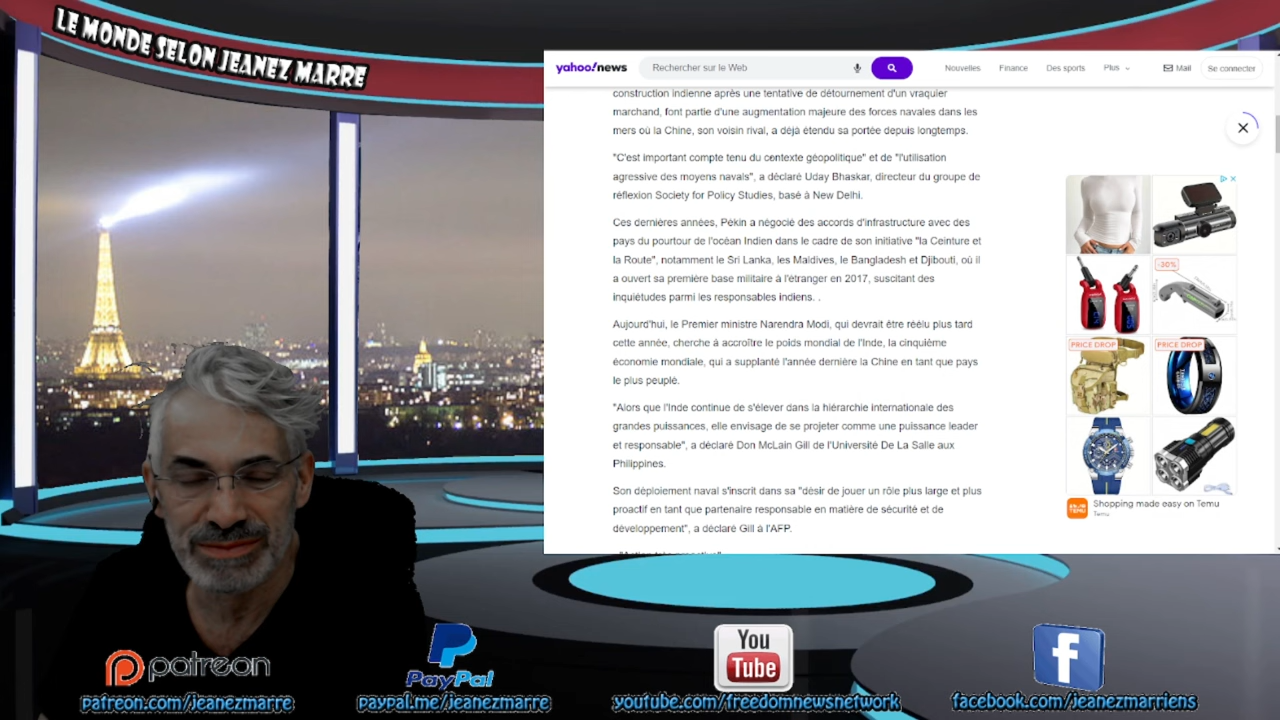 LE MONDE SELON JEANEZ MARRE
yahoo!news
Rechercher sur le Web
Nouvelles
Finance
Des sports
Plus
Mail
Se connecter
construction indienne après une tentative de détournement d'un vraquier
marchand, font partie d'une augmentation majeure des forces navales dans les
mers où la Chine, son voisin rival, a déjà étendu sa portée depuis longtemps.
"C'est important compte tenu du contexte géopolitique" et de "l'utilisation
agressive des moyens navals", a déclaré Uday Bhaskar, directeur du groupe de
réflexion Society for Policy Studies, basé à New Delhi.
Ces dernières années, Pékin a négocié des accords d'infrastructure avec des
pays du pourtour de l'océan Indien dans le cadre de son initiative "la Ceinture et
la Route", notamment le Sri Lanka, les Maldives, le Bangladesh et Djibouti, où il
a ouvert sa première base militaire à l'étranger en 2017, suscitant des
inquiétudes parmi les responsables indiens. .
Aujourd'hui, le Premier ministre Narendra Modi, qui devrait être réélu plus tard
cette année, cherche à accroître le poids mondial de l'Inde, la cinquième
économie mondiale, qui a supplanté l'année dernière la Chine en tant que pays
le plus peuplé.
"Alors que l'Inde continue de s'élever dans la hiérarchie internationale des
grandes puissances, elle envisage de se projeter comme une puissance leader
et responsable", a déclaré Don McLain Gill de l'Université De La Salle aux
Philippines.
Son déploiement naval s'inscrit dans sa "désir de jouer un rôle plus large et plus
proactif en tant que partenaire responsable en matière de sécurité et de
développement", a déclaré Gill à l'AFP.
-30%
PRICE DROP
PRICE DROP
Shopping made easy on Temu
Temu
patreon
patreon.com/jeanezmarre
PayPal
paypal.me/jeanezmarre
You
Tube
youtube.com/freedomnewsnetwork
f
facebook.com/jeanezmarriens